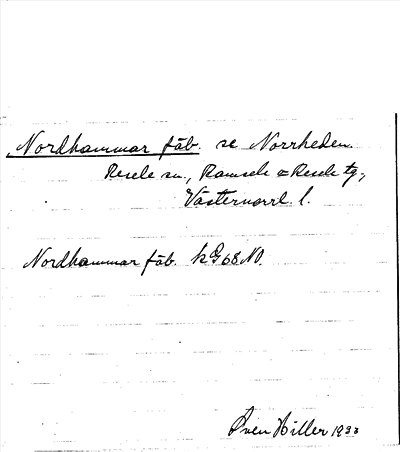 Nordhammar fäb. se Norrheden.
Resele sn., Ramsele o Resele tg.,
Västernorrl. l.
Nordhammar fäb. kG 68 NO.
Sven Hiller 1933